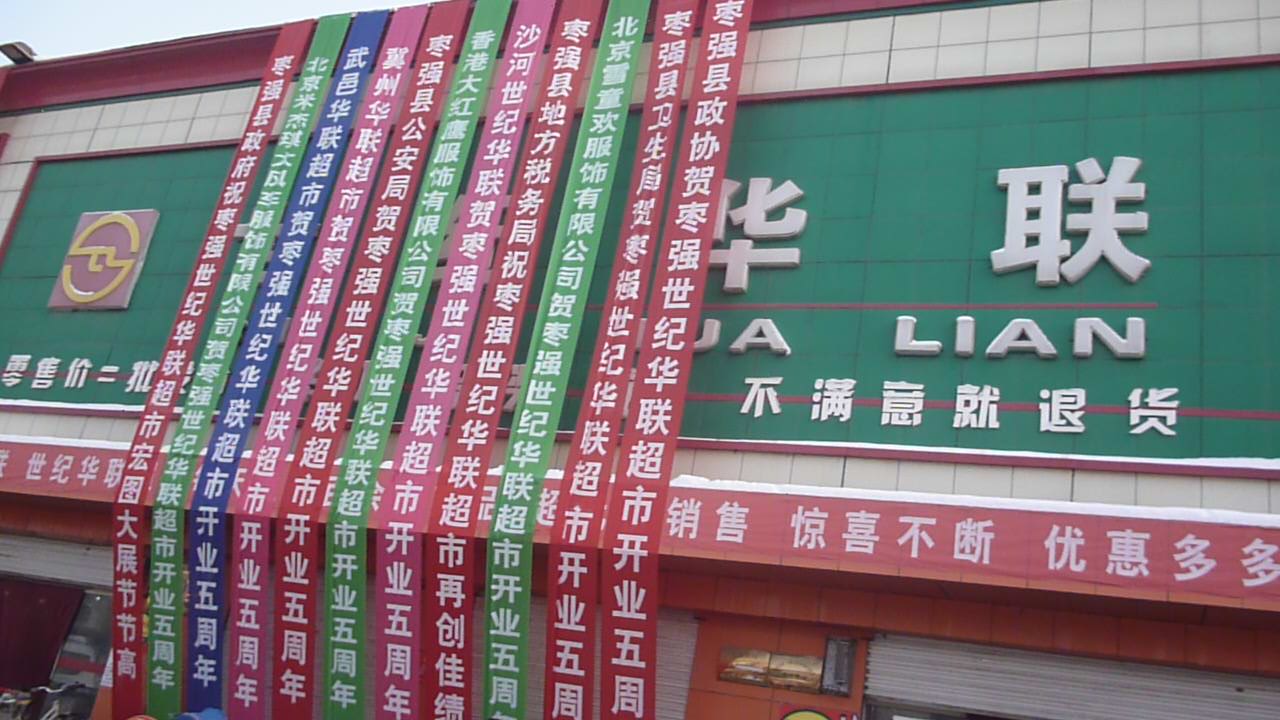 枣强县政府祝枣强世纪华联超市宏图大展节节高
北京米杰琪大风车服饰有限公司贺枣强世纪华联超市开业五周年
武邑华联超市贺枣强世纪华联超市开业五周年
冀州华联超市贺枣强世纪华联超市开业五周年
枣强县公安局贺枣强世纪华联超市开业五周年
香港大红鹰服饰有限公司贺枣强世纪华联超市开业五周年
沙河世纪华联贺枣强世纪华联超市开业五周年
枣强县地方税务局祝枣强世纪华联超市再创佳绩
北京雪童欢服饰有限公司贺枣强世纪华联超市开业五周年
枣强县卫生局贺枣强世纪华联超市开业五周
枣强县政协贺枣强世纪华联超市开业五周
华联
UA LIAN
零售价=批
不满意就退货
联 世纪华联
销售 惊喜不断 优惠多多